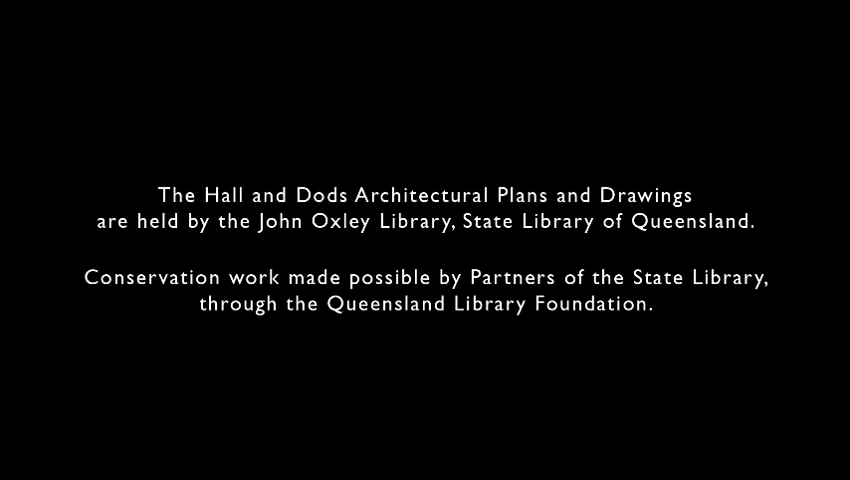 The Hall and Dods Architectural Plans and Drawings
are held by the John Oxley Library, State Library of Queensland.
Conservation work made possible by Partners of the State Library,
through the Queensland Library Foundation.